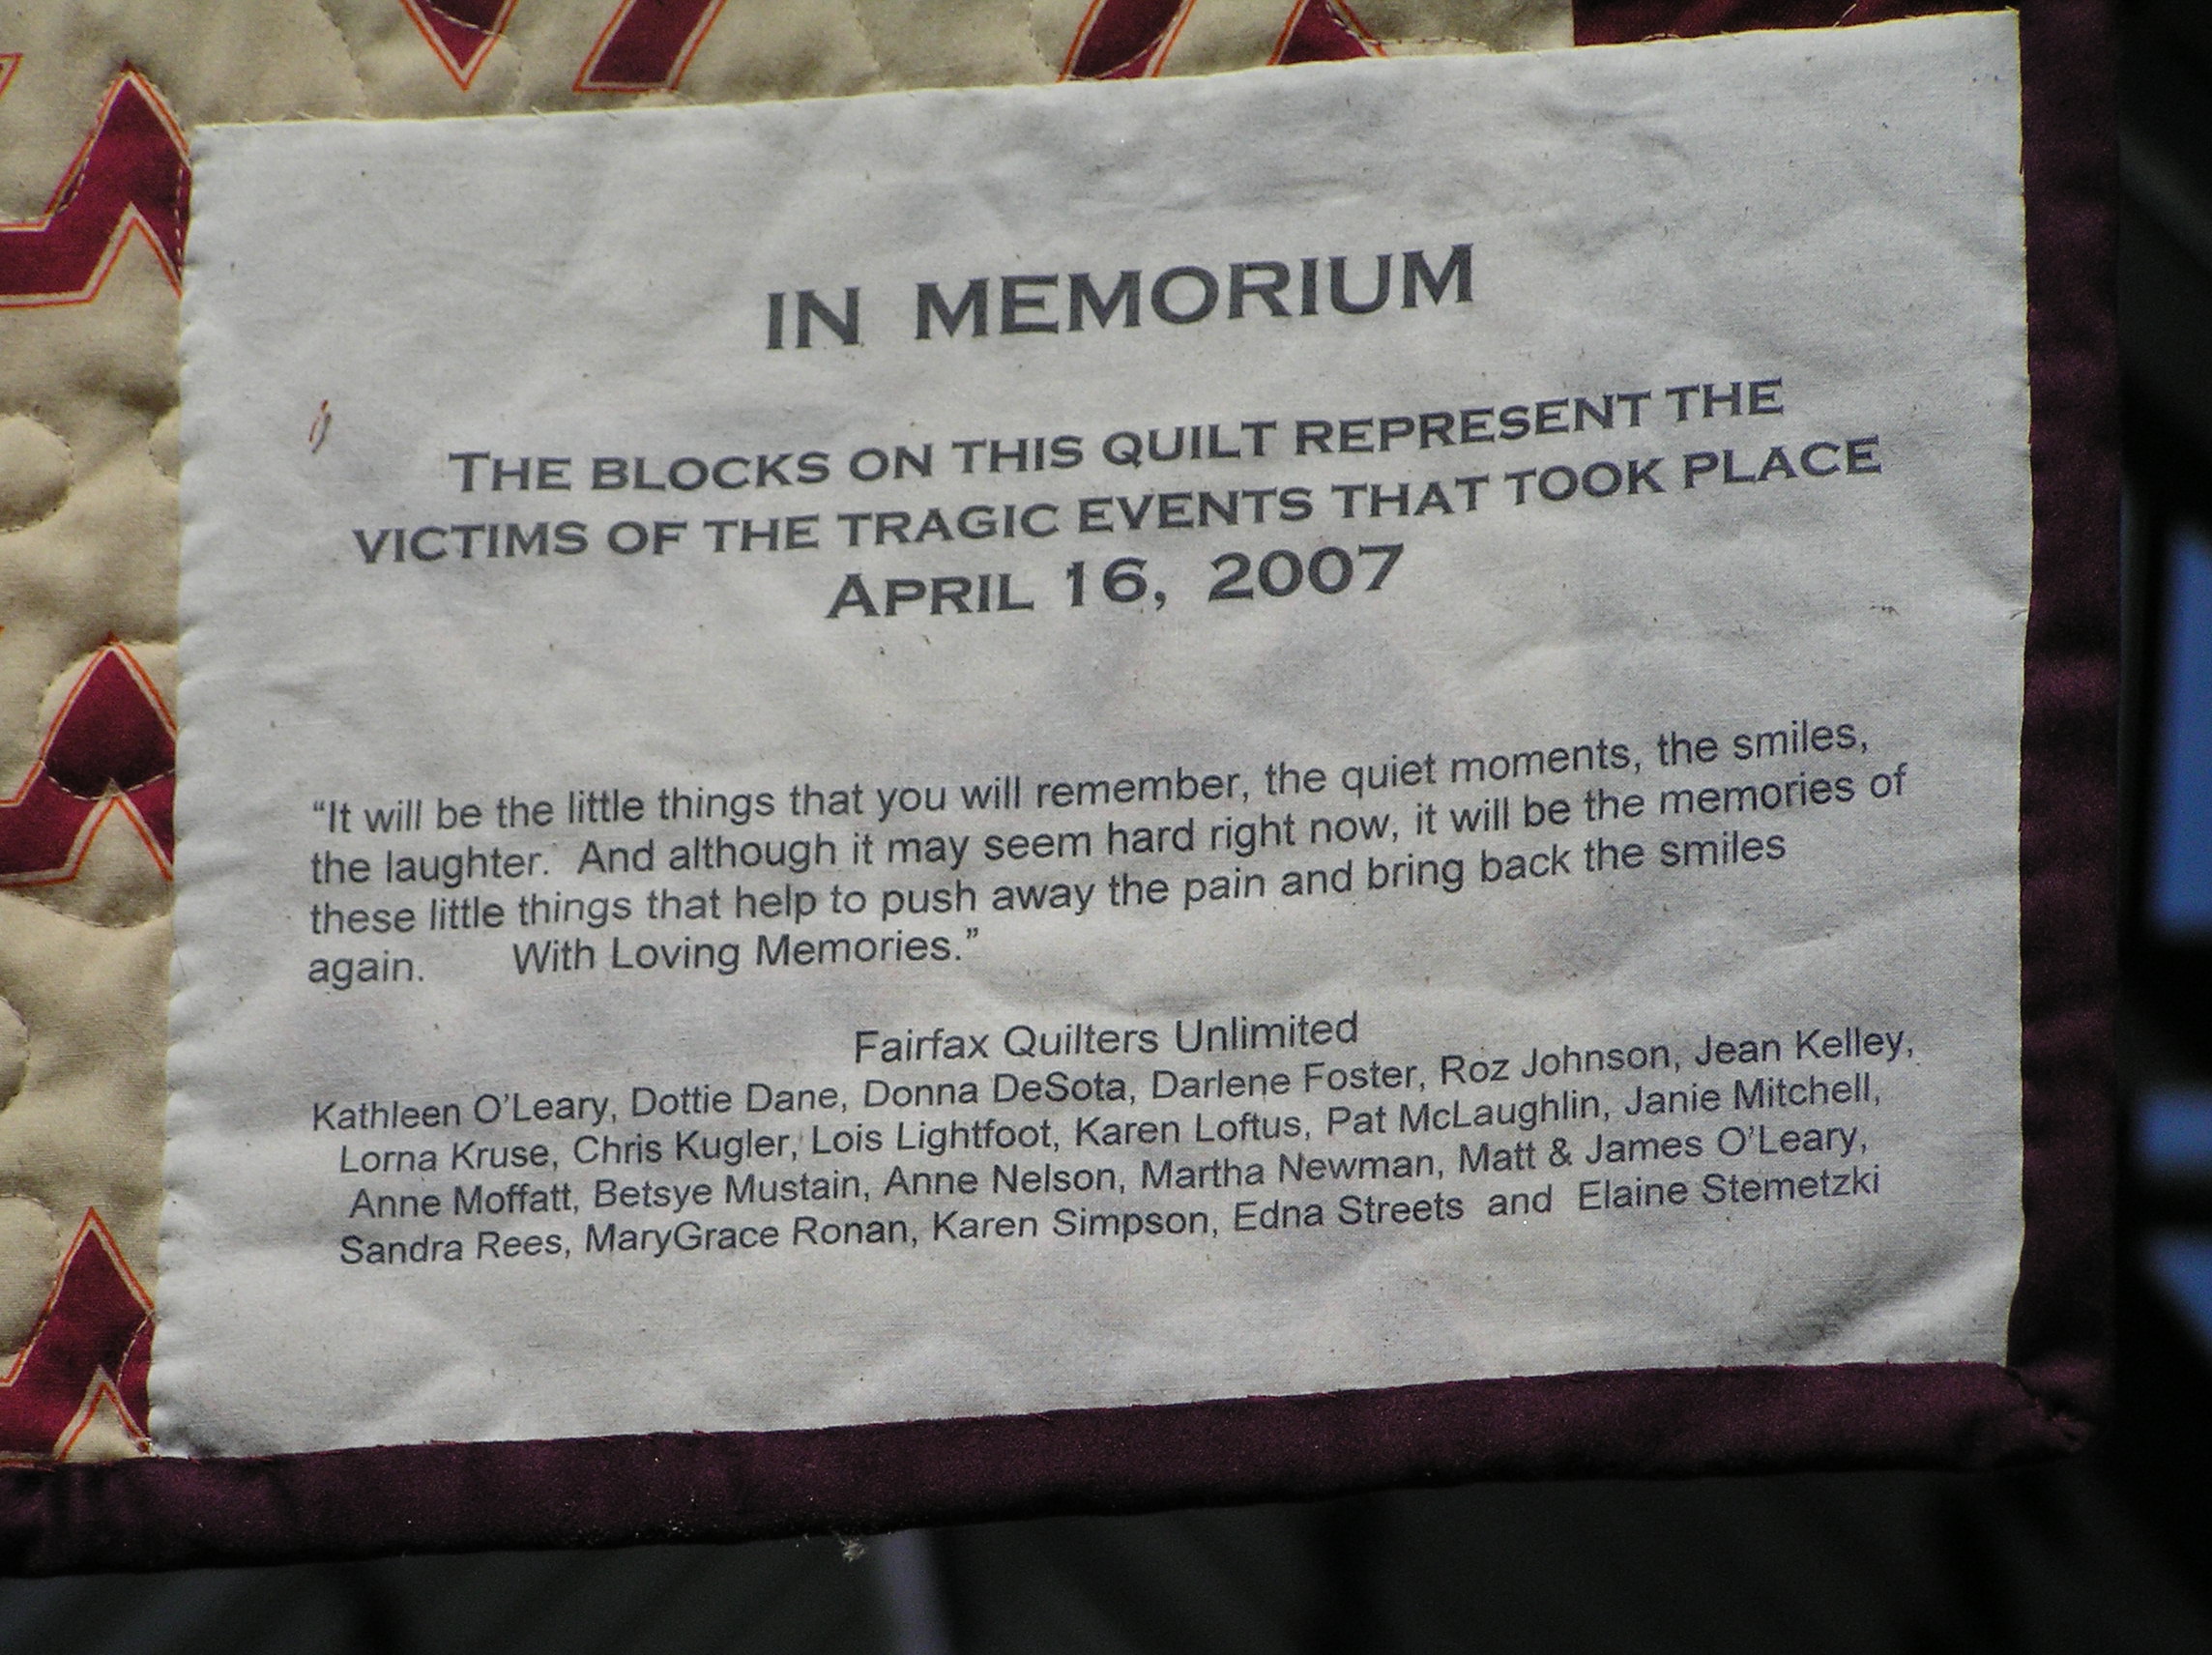 IN MEMORIUM
THE BLOCKS ON THIS QUILT REPRESENT THE
VICTIMS OF THE TRAGIC EVENTS THAT TOOK PLACE
APRIL 16, 2007
“It will be the little things that you will remember, the quiet moments, the smiles,
the laughter. And although it may seem hard right now, it will be the memories of
these little things that help to push away the pain and bring back the smiles
again. With Loving Memories.”
Fairfax Quilters Unlimited
Kathleen O’Leary, Dottie Dane, Donna DeSota, Darlene Foster, Roz Johnson, Jean Kelley,
Lorna Kruse, Chris Kugler, Lois Lightfoot, Karen Loftus, Pat McLaughlin, Janie Mitchell,
Anne Moffatt, Betsye Mustain, Anne Nelson, Martha Newman, Matt & James O’Leary,
Sandra Rees, MaryGrace Ronan, Karen Simpson, Edna Streets and Elaine Stemetzki